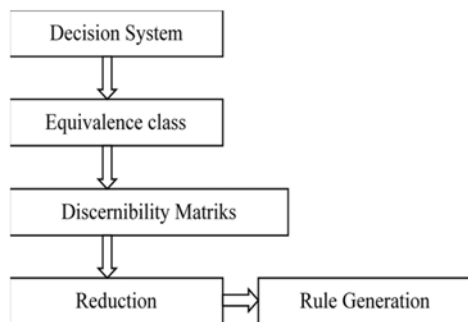 Decision System
Equivalence class
Discernibility Matriks
Reduction
Rule Generation